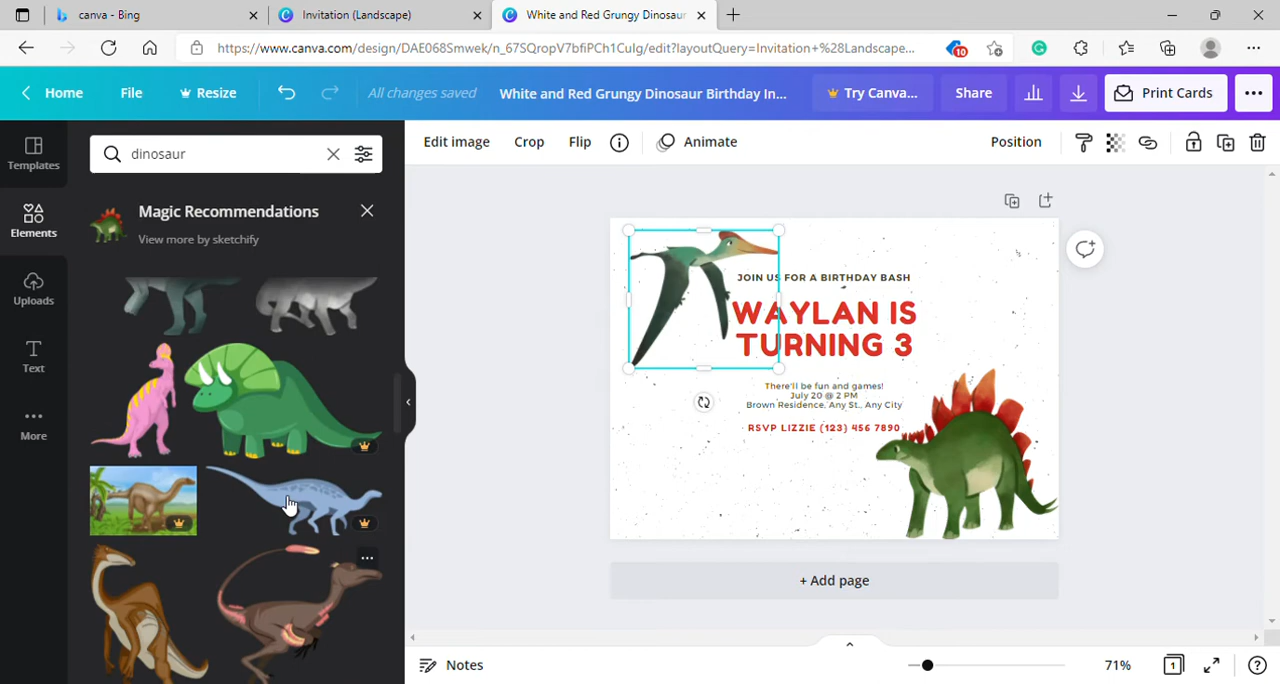 canva - Bing
Invitation (Landscape)
White and Red Grungy Dinosaur
https://www.canva.com/design/DAE068Smwek/n_67SQropV7bfiPCh1Culg/edit?layoutQuery=Invitation+%28Landscape...
10
Home
File
Resize
All changes saved
White and Red Grungy Dinosaur Birthday In...
Try Canva...
Share
Print Cards
Templates
Elements
Uploads
Text
More
dinosaur
Magic Recommendations
View more by sketchify
Edit image
Crop
Flip
Animate
Position
JOIN US FOR A BIRTHDAY BASH
WAYLAN IS
TURNING 3
There'll be fun and games!
July 20 @ 2 PM
Brown Residence, Any St., Any City
RSVP LIZZIE (123) 456 7890
+ Add page
Notes
71%
1